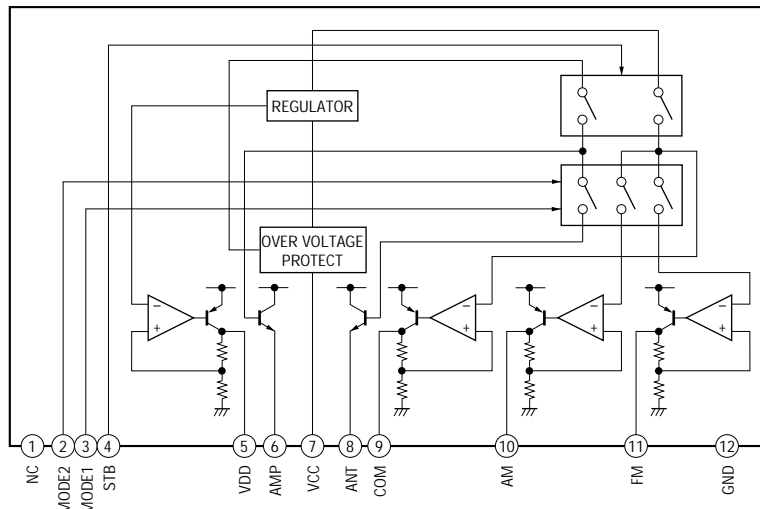 REGULATOR
OVER VOLTAGE
PROTECT
− − − −
+ + + +
1 2 3 4 5 6 7 8 9 10 11 12
NC
MODE2
MODE1
STB
VDD
AMP
VCC
ANT
COM
AM
FM
GND